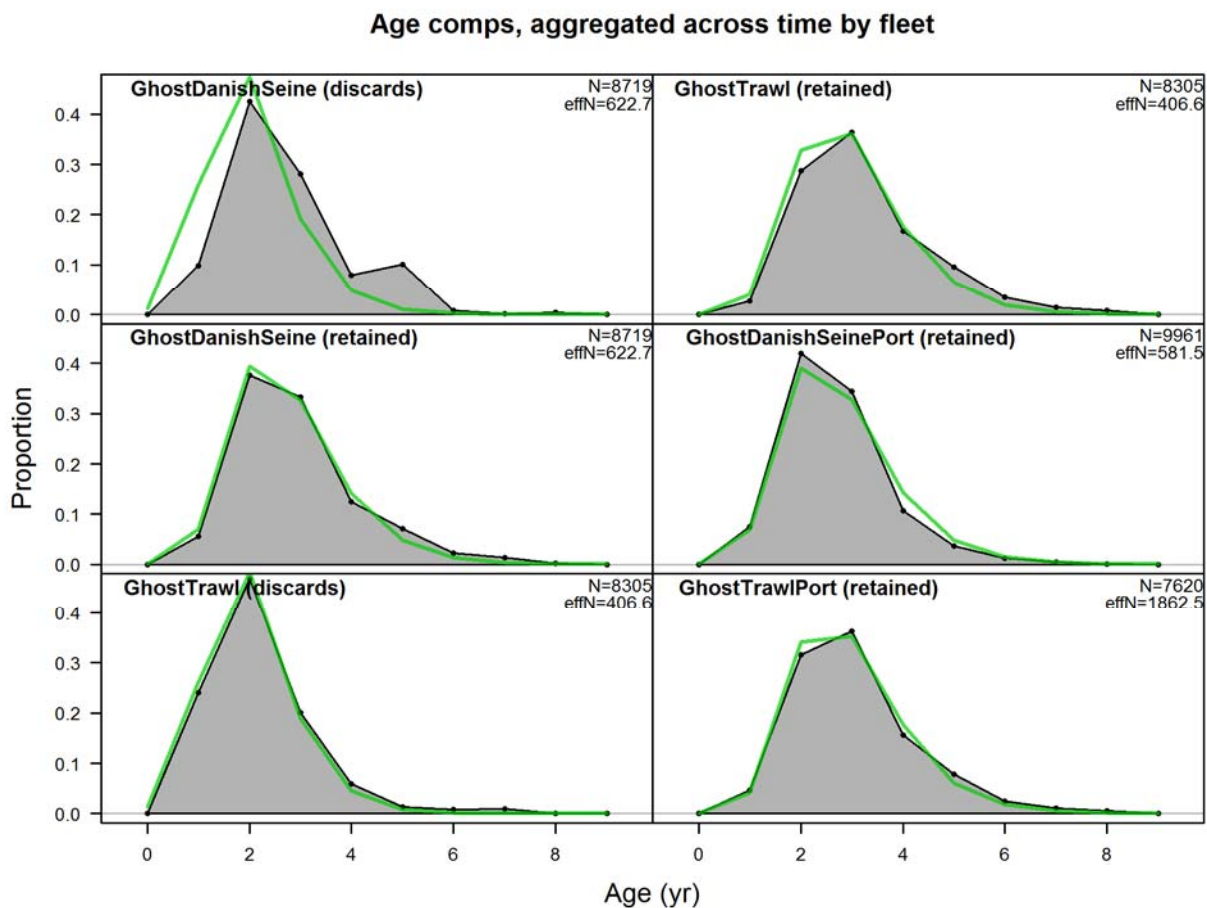 Age comps, aggregated across time by fleet
GhostDanishSeine (discards)
N=8719
effN=622.7
GhostTrawl (retained)
N=8305
effN=406.6
0.4
0.3
0.2
0.1
0.0
GhostDanishSeine (retained)
N=8719
effN=622.7
GhostDanishSeinePort (retained)
N=9961
effN=581.5
0.4
0.3
0.2
0.1
0.0
Proportion
GhostTrawl (discards)
N=8305
effN=406.6
GhostTrawlPort (retained)
N=7620
effN=1862.5
0.4
0.3
0.2
0.1
0.0
0 2 4 6 8 0 2 4 6 8
Age (yr)